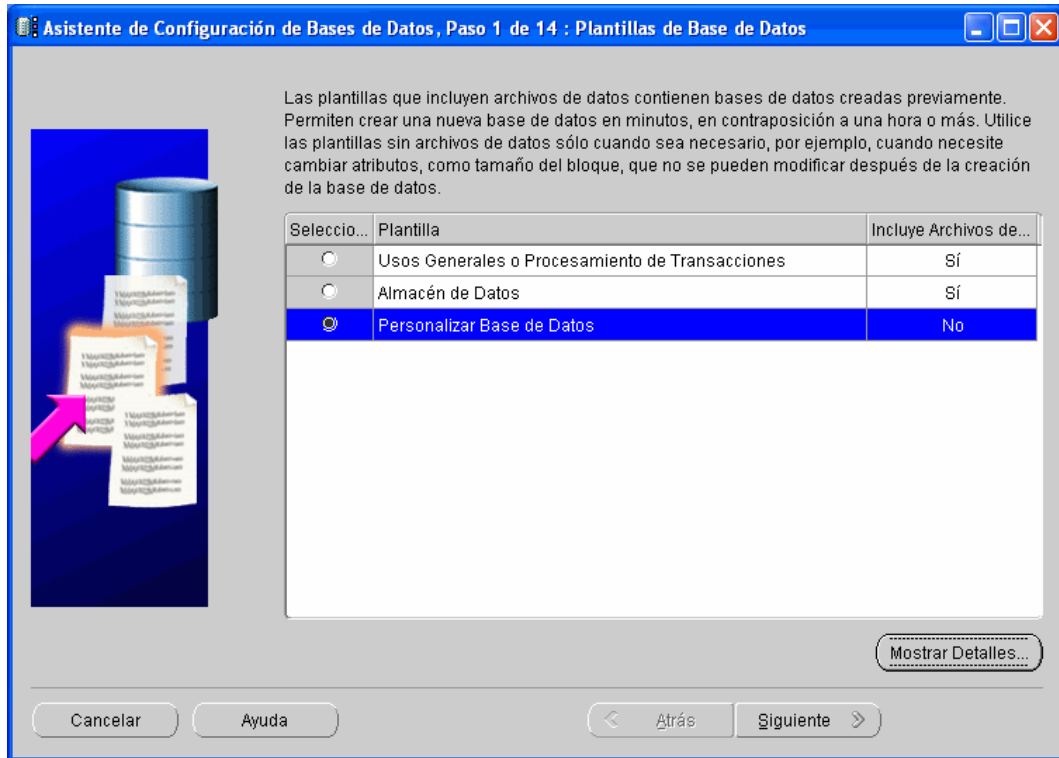 Asistente de Configuración de Bases de Datos, Paso 1 de 14 : Plantillas de Base de Datos
Las plantillas que incluyen archivos de datos contienen bases de datos creadas previamente.
Permiten crear una nueva base de datos en minutos, en contraposición a una hora o más. Utilice
las plantillas sin archivos de datos sólo cuando sea necesario, por ejemplo, cuando necesite
cambiar atributos, como tamaño del bloque, que no se pueden modificar después de la creación
de la base de datos.
Seleccio... Plantilla Incluye Archivos de...
Usos Generales o Procesamiento de Transacciones Sí
Almacén de Datos Sí
Personalizar Base de Datos No
Mostrar Detalles...
Cancelar Ayuda Atrás Siguiente